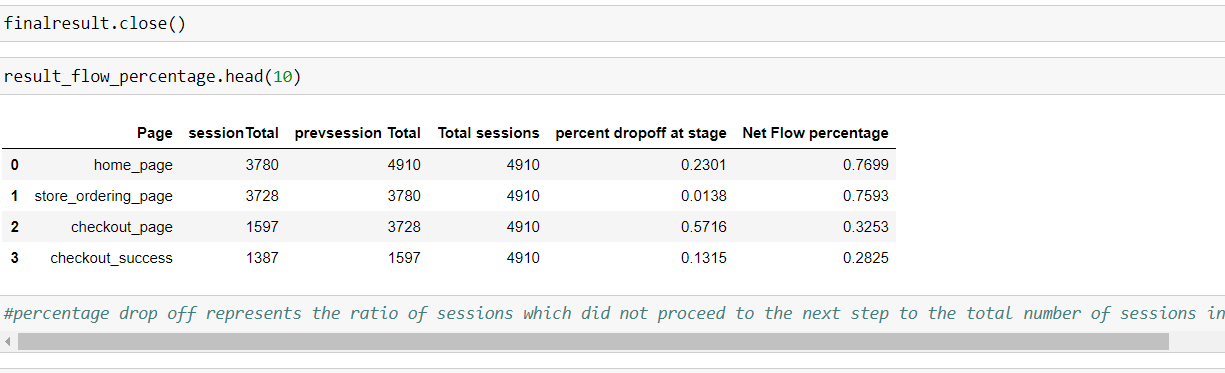 finalresult.close()
result_flow_percentage.head(10)
Page sessionTotal prevsession Total Total sessions percent dropoff at stage Net Flow percentage
0 home_page 3780 4910 4910 0.2301 0.7699
1 store_ordering_page 3728 3780 4910 0.0138 0.7593
2 checkout_page 1597 3728 4910 0.5716 0.3253
3 checkout_success 1387 1597 4910 0.1315 0.2825
#percentage drop off represents the ratio of sessions which did not proceed to the next step to the total number of sessions in